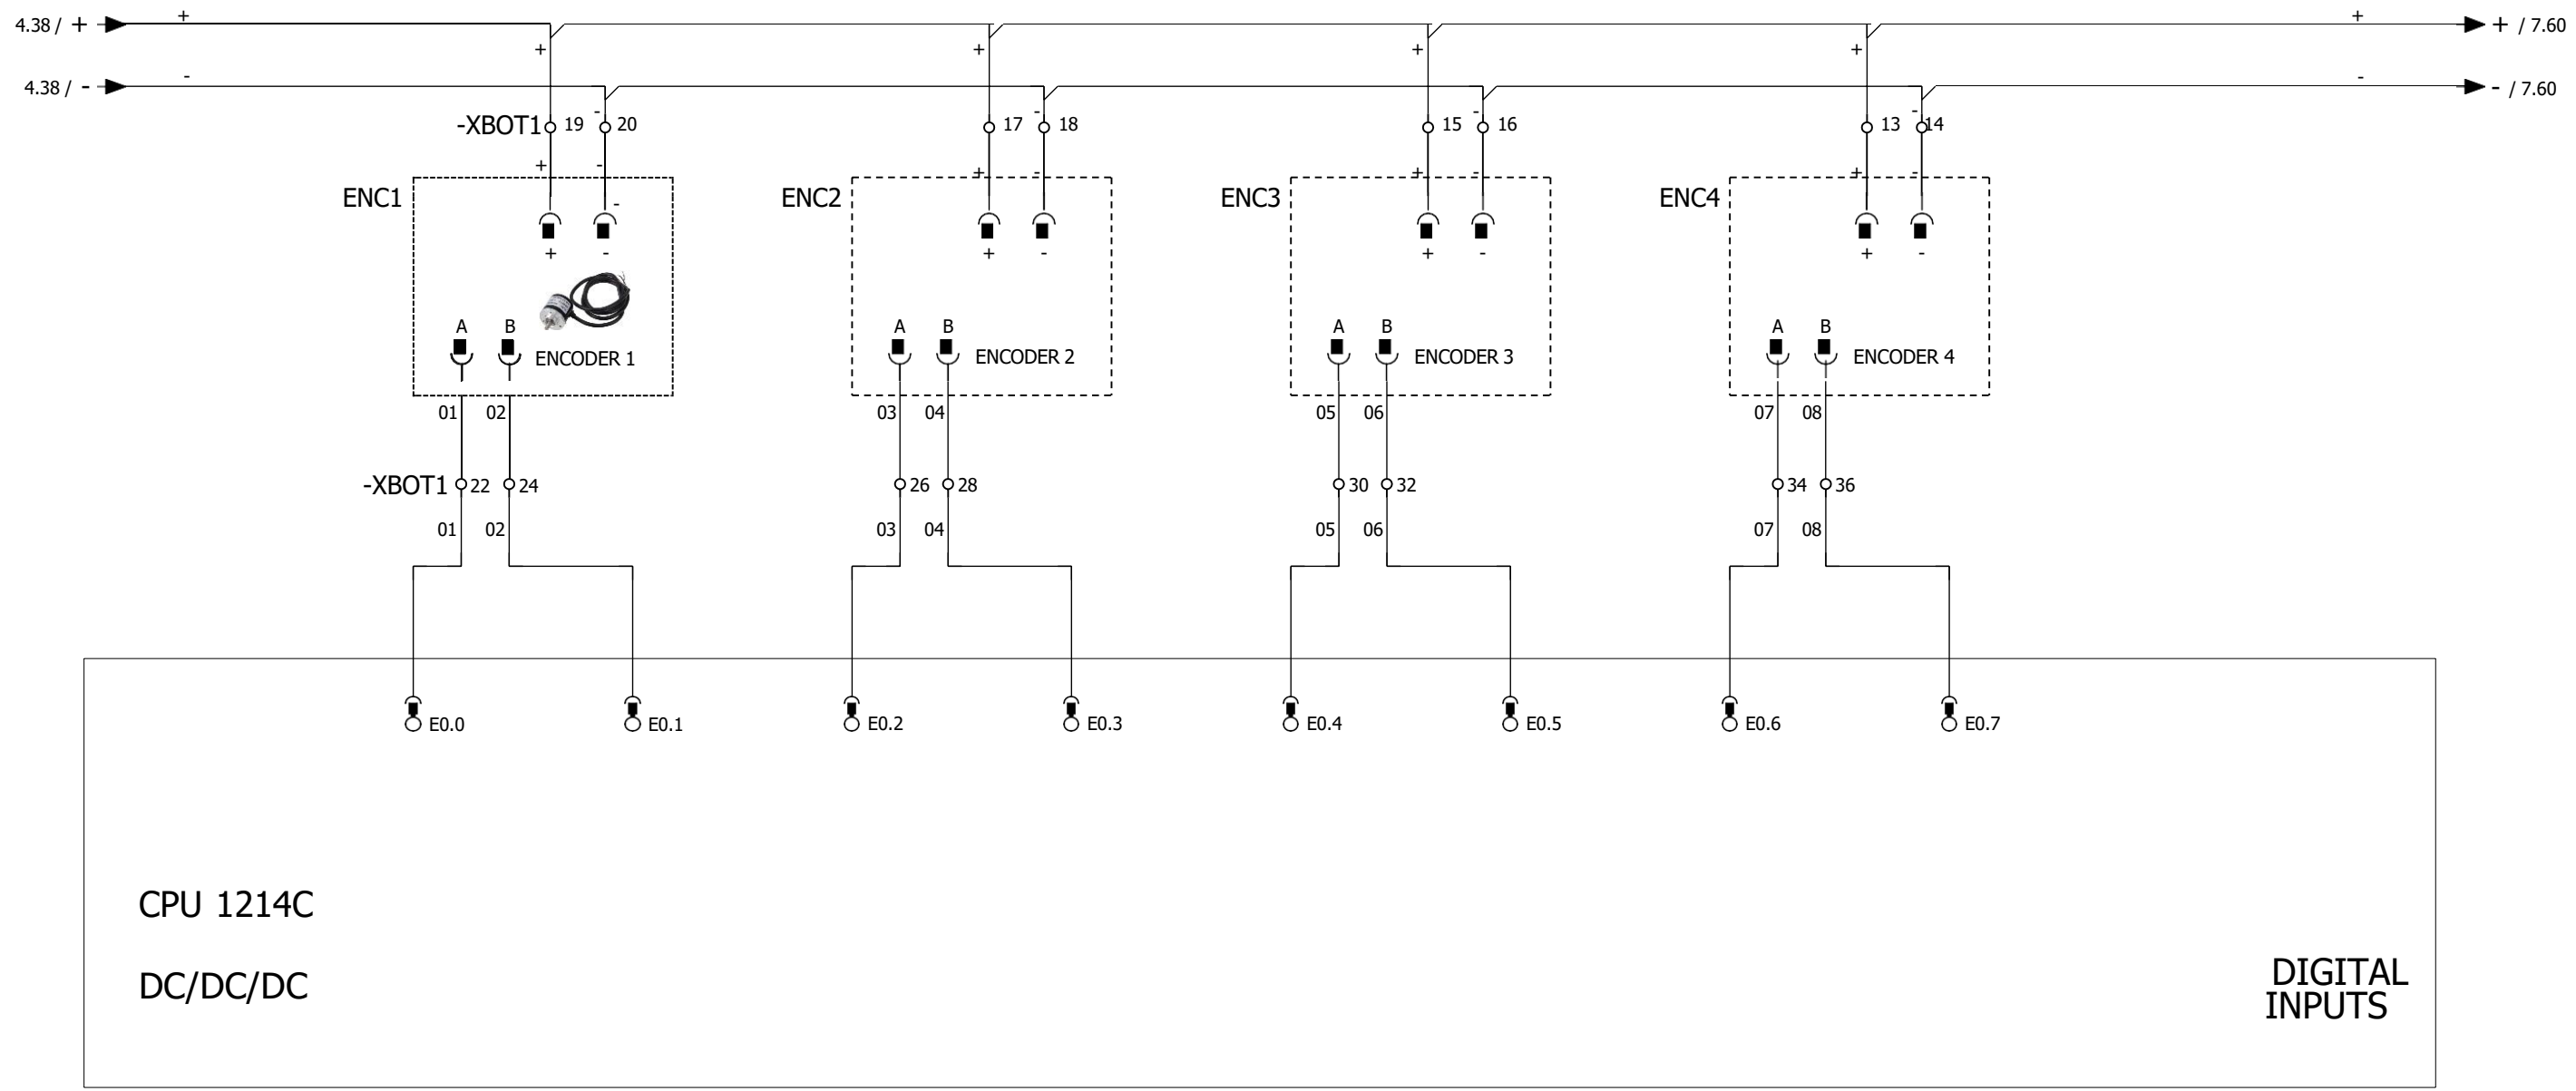 4.38 / + + + + / 7.60
+ + + +
4.38 / - - - - / 7.60
- - - -
-XBOT1 19 20 17 18 15 16 13 14
+ - + - + - + -
ENC1 - ENC2 ENC3 ENC4
+ - + - + - + -
A B A B A B A B
ENCODER 1 ENCODER 2 ENCODER 3 ENCODER 4
01 02 03 04 05 06 07 08
-XBOT1 22 24 26 28 30 32 34 36
01 02 03 04 05 06 07 08
E0.0 E0.1 E0.2 E0.3 E0.4 E0.5 E0.6 E0.7
CPU 1214C
DC/DC/DC
DIGITAL
INPUTS